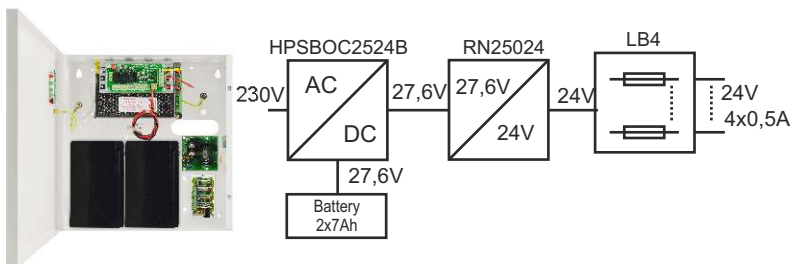 HPSBOC2524B
RN25024
LB4
230V
AC
DC
27,6V
27,6V
24V
24V
24V
4x0,5A
27,6V
Battery
2x7Ah